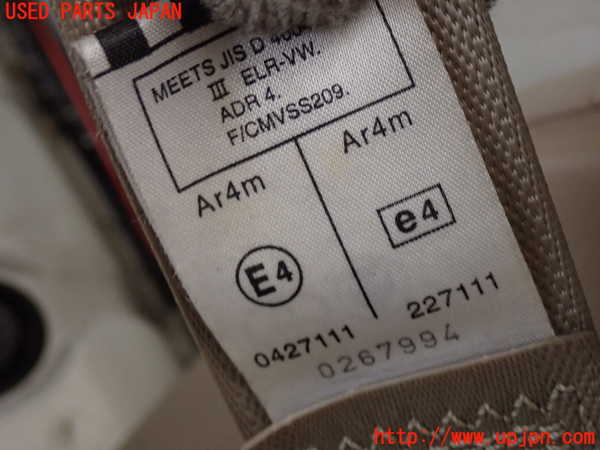 USED PARTS JAPAN
MEETS JIS D
III ELR-VW.
ADR 4.
F/CMVSS209.
Ar4m
Ar4m
E4
e4
0427111
227111
0267994
http://www.upjpn.com/